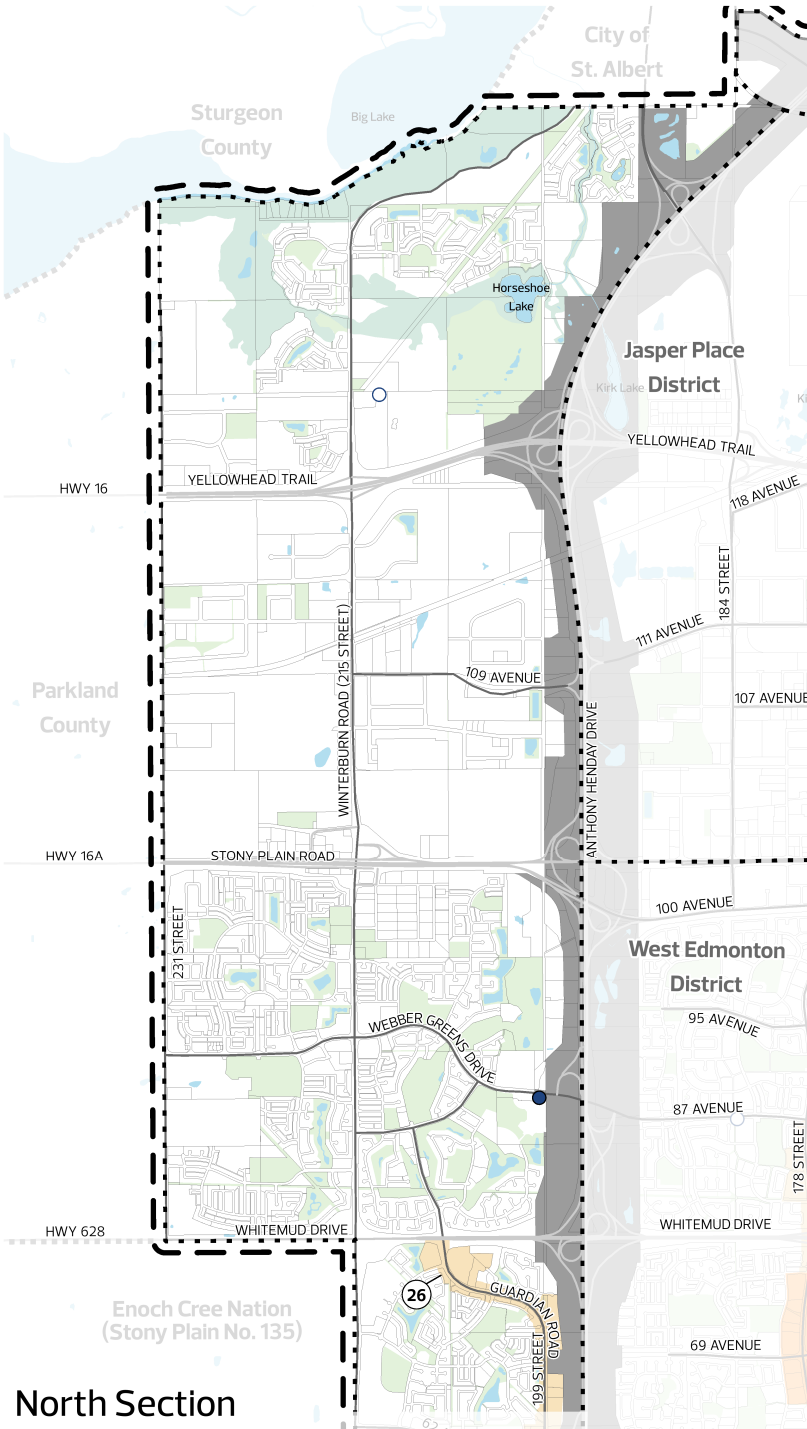 City of
St. Albert
Sturgeon
County
Big Lake
Horseshoe
Lake
Jasper Place
District
Kirk Lake
YELLOWHEAD TRAIL
HWY 16
YELLOWHEAD TRAIL
118 AVENUE
184 STREET
111 AVENUE
WINTERBURN ROAD (215 STREET)
109 AVENUE
Parkland
County
107 AVENUE
ANTHONY HENDAY DRIVE
HWY 16A
STONY PLAIN ROAD
100 AVENUE
231 STREET
West Edmonton
District
WEBBER GREENS DRIVE
95 AVENUE
87 AVENUE
178 STREET
HWY 628
WHITEMUD DRIVE
WHITEMUD DRIVE
26
GUARDIAN ROAD
Enoch Cree Nation
(Stony Plain No. 135)
199 STREET
69 AVENUE
North Section